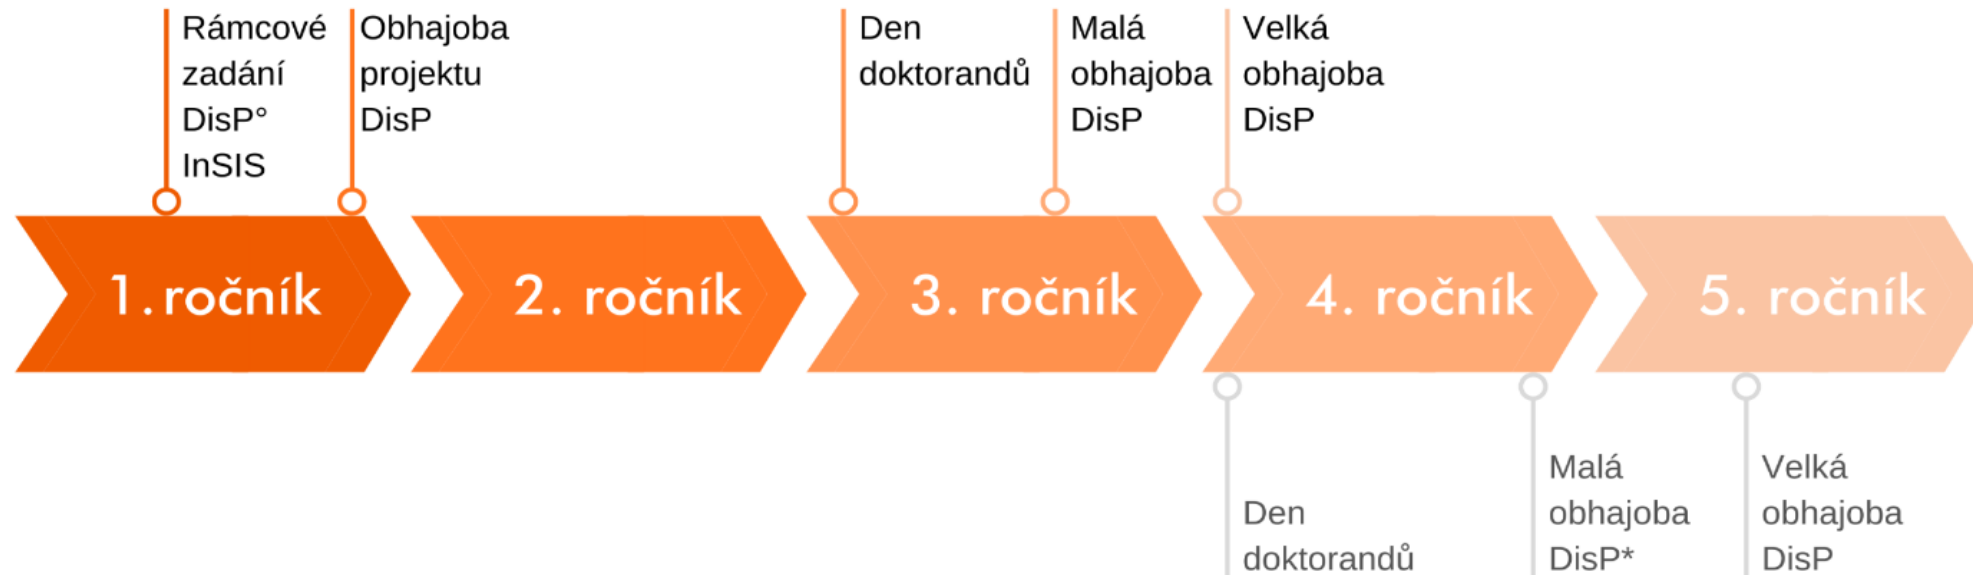 Rámcové
zadání
DisP°
InSIS
Obhajoba
projektu
DisP
Den
doktorandů
Malá
obhajoba
DisP
Velká
obhajoba
DisP
1. ročník
2. ročník
3. ročník
4. ročník
5. ročník
Den
doktorandů
Malá
obhajoba
DisP*
Velká
obhajoba
DisP